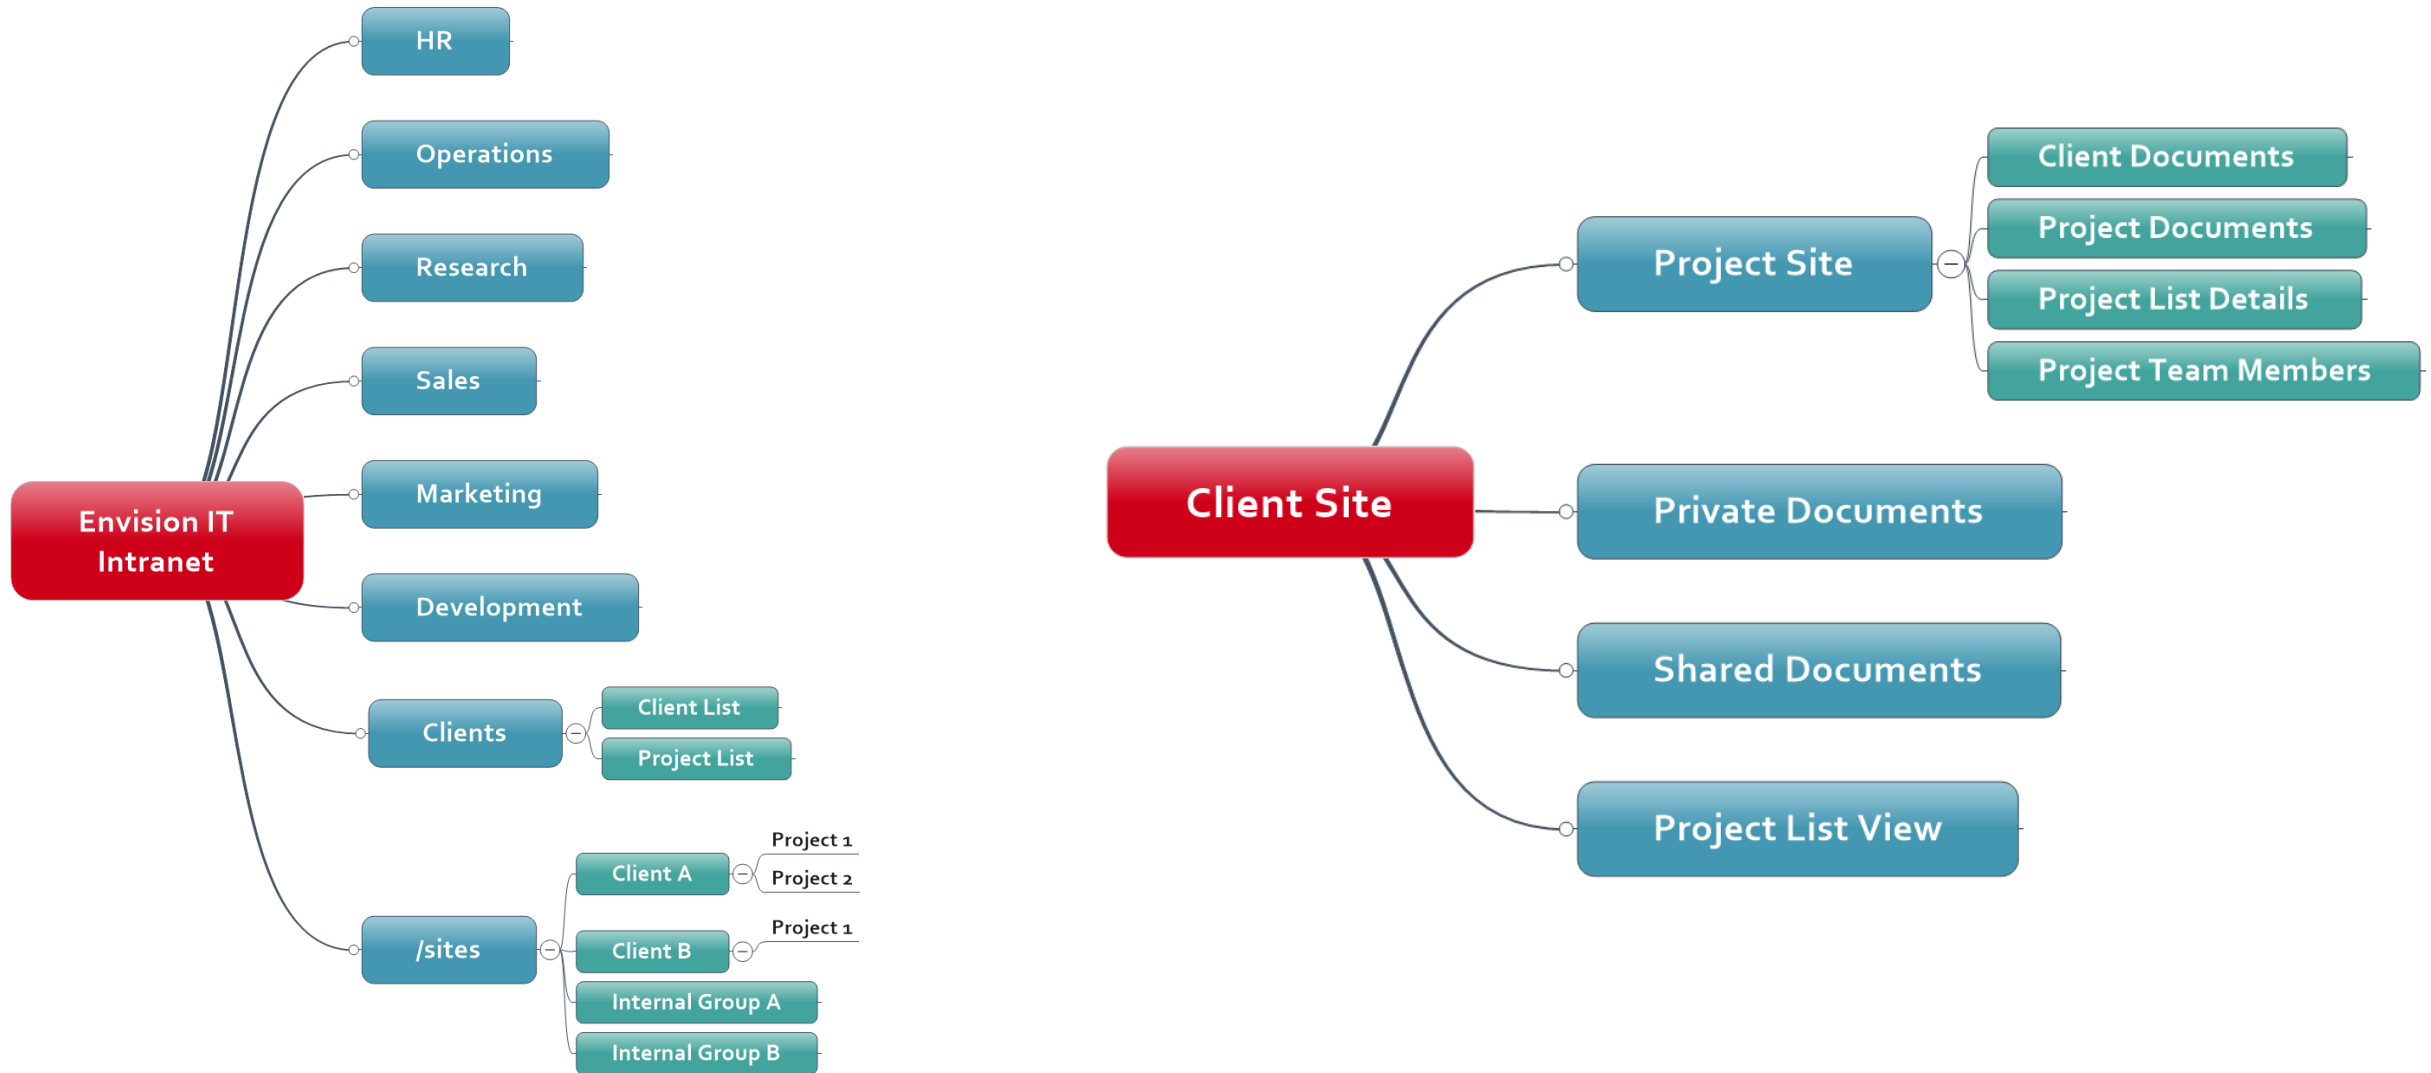 HR
Operations
Research
Sales
Marketing
Envision IT
Intranet
Development
Clients
Client List
Project List
/sites
Client A
Project 1
Project 2
Client B
Project 1
Internal Group A
Internal Group B
Client Site
Project Site
Client Documents
Project Documents
Project List Details
Project Team Members
Private Documents
Shared Documents
Project List View